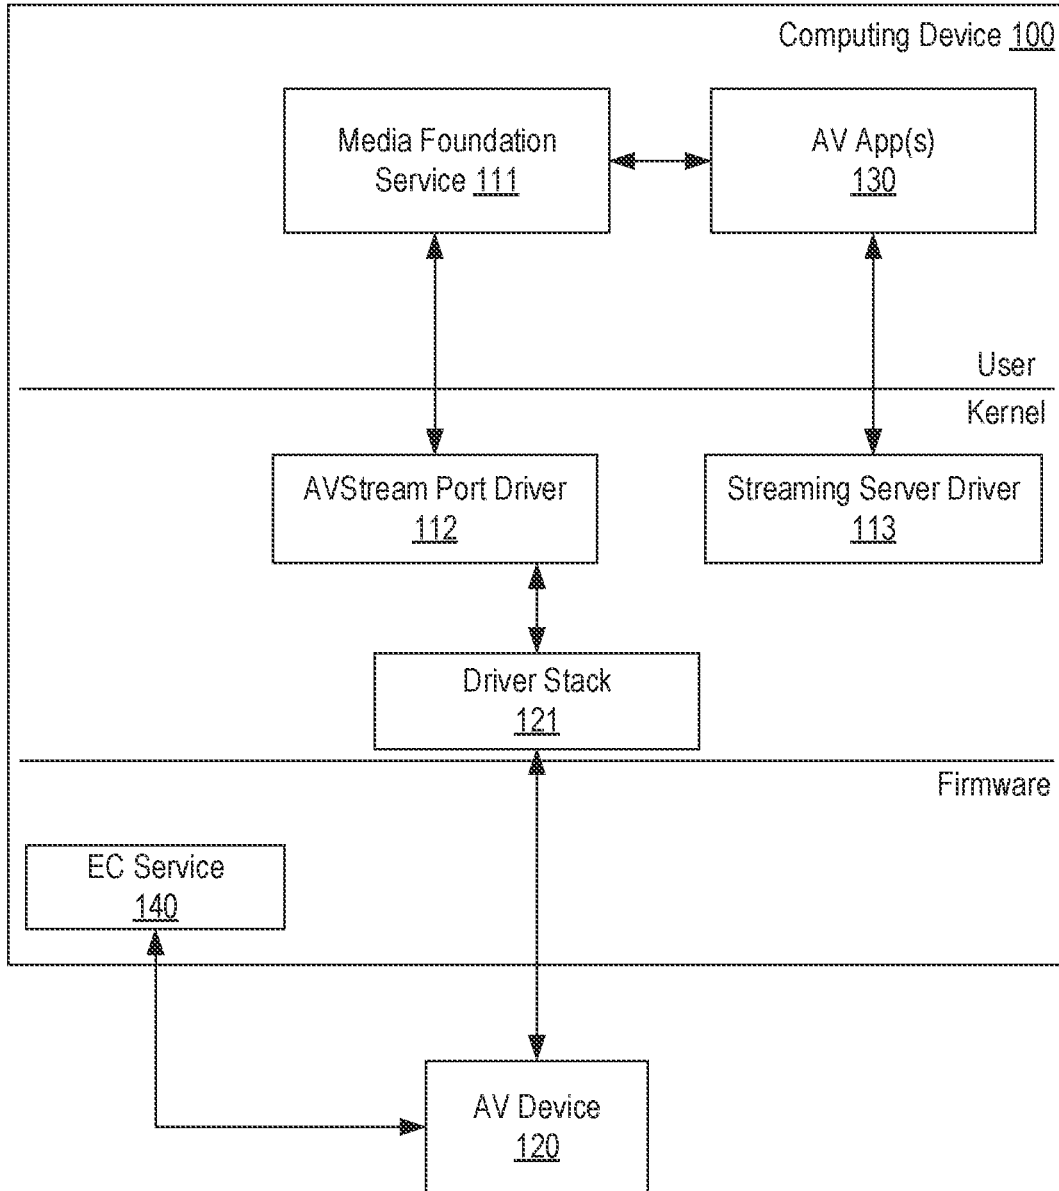 Computing Device 100
Media Foundation
Service 111
AV App(s)
130
User
Kernel
AVStream Port Driver
112
Streaming Server Driver
113
Driver Stack
121
Firmware
EC Service
140
AV Device
120